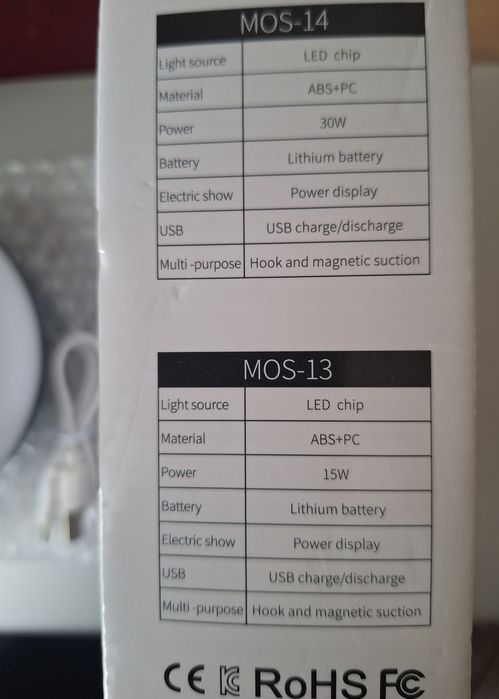 MOS-14
Light source LED chip
Material ABS+PC
Power 30W
Battery Lithium battery
Electric show Power display
USB USB charge/discharge
Multi-purpose Hook and magnetic suction
MOS-13
Light source LED chip
Material ABS+PC
Power 15W
Battery Lithium battery
Electric show Power display
USB USB charge/discharge
Multi-purpose Hook and magnetic suction
CE KC RoHS FC